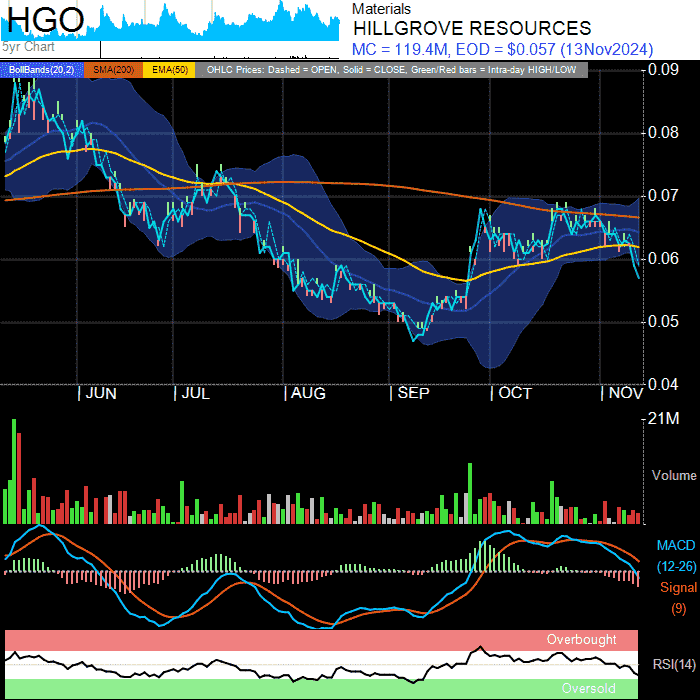 HGO
5yr Chart
Materials
HILLGROVE RESOURCES
MC = 119.4M, EOD = $0.057 (13Nov2024)
BollBands(20,2) SMA(200) EMA(50) OHLC Prices: Dashed = OPEN, Solid = CLOSE, Green/Red bars = Intra-day HIGH/LOW
0.09
0.08
0.07
0.06
0.05
0.04
JUN JUL AUG SEP OCT NOV
21M
Volume
MACD
(12-26)
Signal
(9)
Overbought
RSI(14)
Oversold